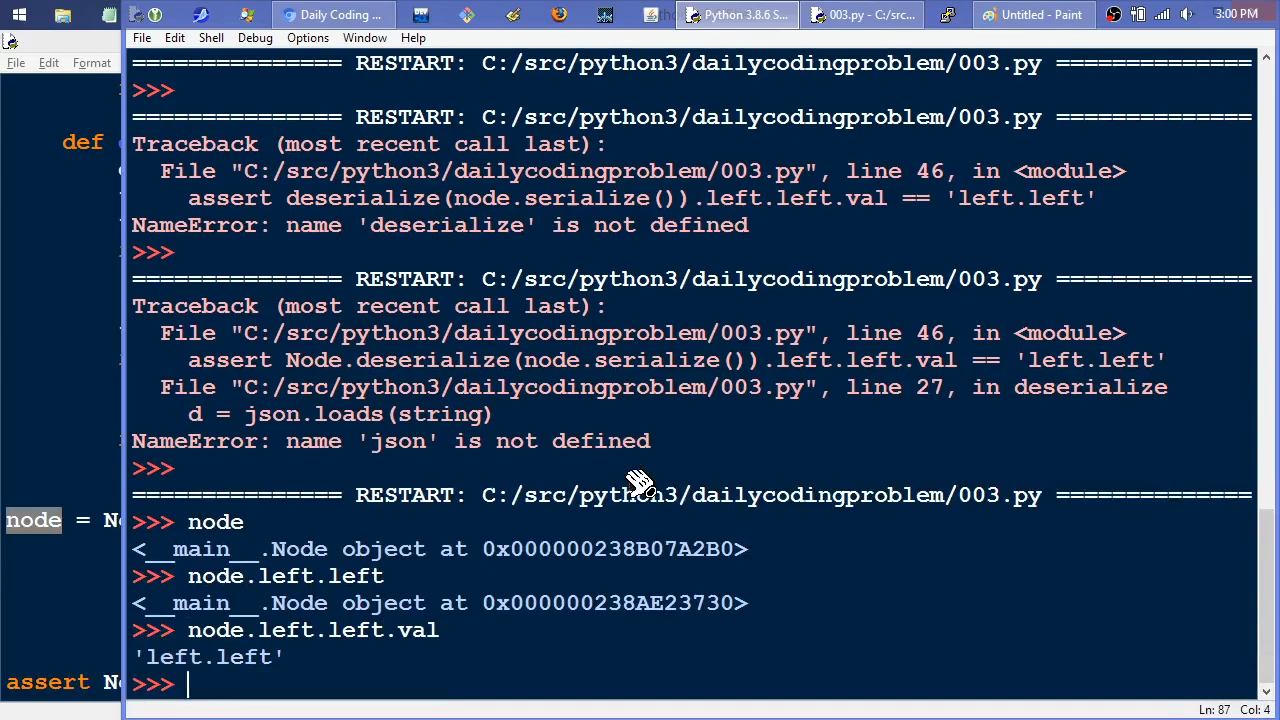 Daily Coding ...
Python 3.8.6 S...
003.py - C:/src/...
Untitled - Paint
3:00 PM
File Edit Shell Debug Options Window Help
File Edit Format
=============== RESTART: C:/src/python3/dailycodingproblem/003.py ==============
>>>
=============== RESTART: C:/src/python3/dailycodingproblem/003.py ==============
Traceback (most recent call last):
File "C:/src/python3/dailycodingproblem/003.py", line 46, in <module>
assert deserialize(node.serialize()).left.left.val == 'left.left'
NameError: name 'deserialize' is not defined
>>>
=============== RESTART: C:/src/python3/dailycodingproblem/003.py ==============
Traceback (most recent call last):
File "C:/src/python3/dailycodingproblem/003.py", line 46, in <module>
assert Node.deserialize(node.serialize()).left.left.val == 'left.left'
File "C:/src/python3/dailycodingproblem/003.py", line 27, in deserialize
d = json.loads(string)
NameError: name 'json' is not defined
>>>
=============== RESTART: C:/src/python3/dailycodingproblem/003.py ==============
>>> node
<__main__.Node object at 0x000000238B07A2B0>
>>> node.left.left
<__main__.Node object at 0x000000238AE23730>
>>> node.left.left.val
'left.left'
>>>
def
node = No
assert No
Ln: 87 Col: 4